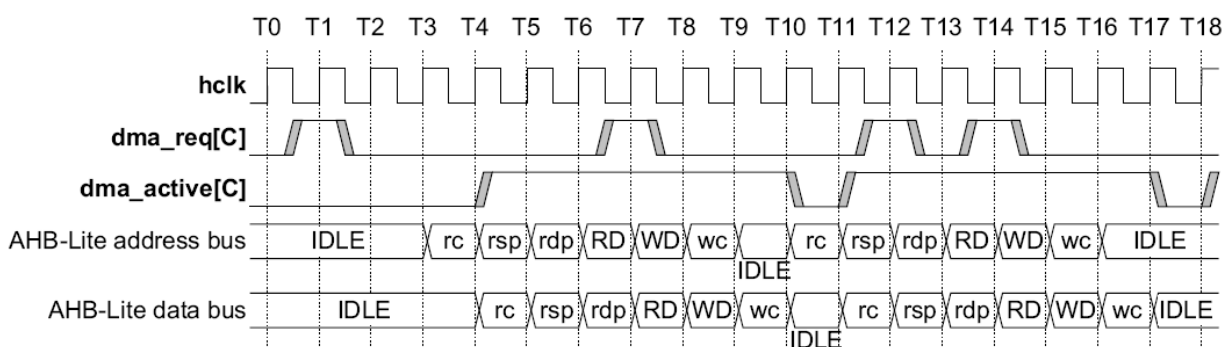 T0 T1 T2 T3 T4 T5 T6 T7 T8 T9 T10 T11 T12 T13 T14 T15 T16 T17 T18
hclk
dma_req[C]
dma_active[C]
AHB-Lite address bus IDLE rc rsp rdp RD WD wc rc rsp rdp RD WD wc IDLE
IDLE
AHB-Lite data bus IDLE rc rsp rdp RD WD wc rc rsp rdp RD WD wc IDLE
IDLE